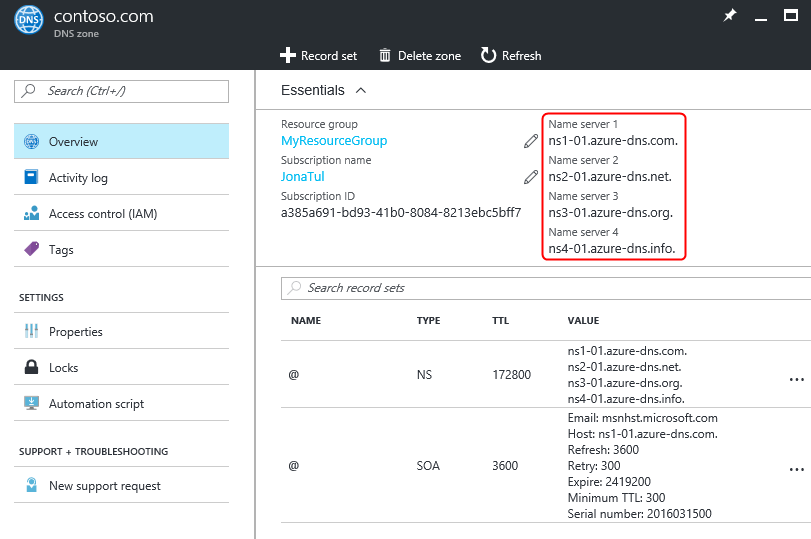 DNS
contoso.com
DNS zone
Record set
Delete zone
Refresh
Search (Ctrl+/)
Overview
Activity log
Access control (IAM)
Tags
SETTINGS
Properties
Locks
Automation script
SUPPORT + TROUBLESHOOTING
New support request
Essentials
Resource group
MyResourceGroup
Subscription name
JonaTul
Subscription ID
a385a691-bd93-41b0-8084-8213ebc5bff7
Name server 1
ns1-01.azure-dns.com.
Name server 2
ns2-01.azure-dns.net.
Name server 3
ns3-01.azure-dns.org.
Name server 4
ns4-01.azure-dns.info.
Search record sets
NAME TYPE TTL VALUE
@ NS 172800
ns1-01.azure-dns.com.
ns2-01.azure-dns.net.
ns3-01.azure-dns.org.
ns4-01.azure-dns.info.
...
@ SOA 3600
Email: msnhst.microsoft.com
Host: ns1-01.azure-dns.com.
Refresh: 3600
Retry: 300
Expire: 2419200
Minimum TTL: 300
Serial number: 2016031500
...